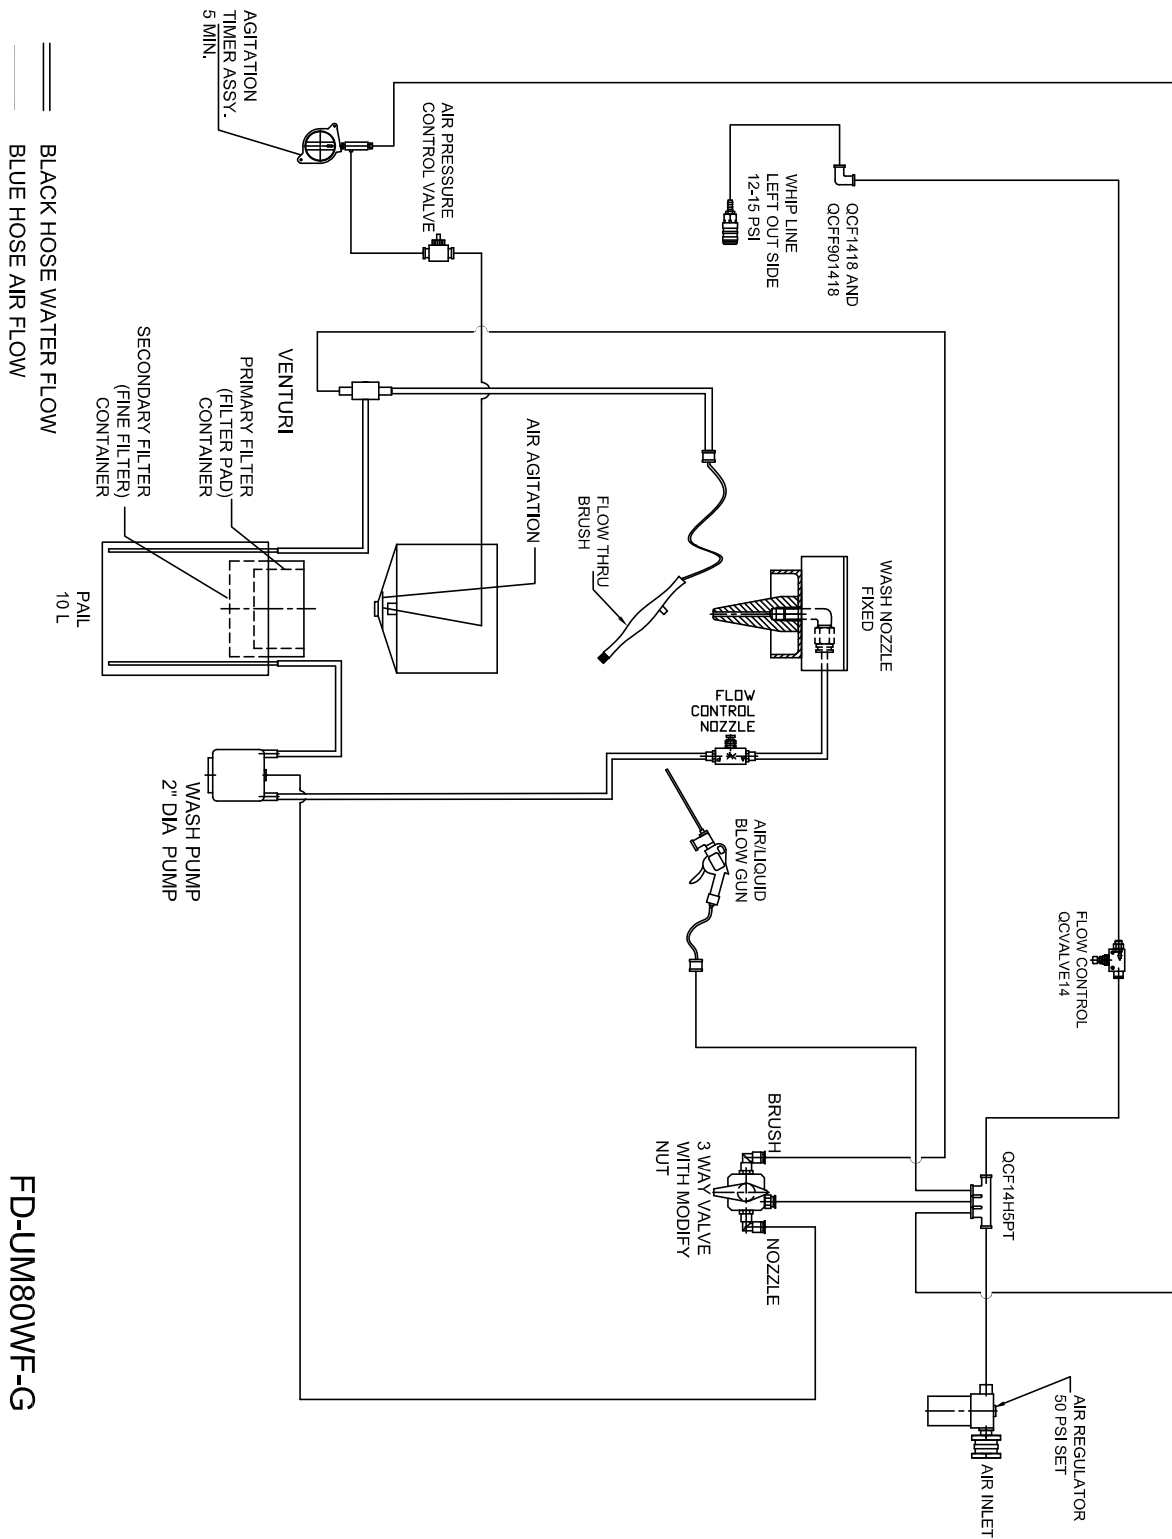 AIR INLET
AIR REGULATOR
50 PSI SET
QCF14H5PT
FLOW CONTROL
QCVALVE14
QCF1418 AND
QCFF901418
WHIP LINE
LEFT OUT SIDE
12-15 PSI
WASH NOZZLE
FIXED
FLOW
CONTROL
NOZZLE
AIR/LIQUID
BLOW GUN
BRUSH
NOZZLE
3 WAY VALVE
WITH MODIFY
NUT
FLOW THRU
BRUSH
AIR AGITATION
AIR PRESSURE
CONTROL VALVE
AGITATION
TIMER ASSY.
5 MIN.
VENTURI
PRIMARY FILTER
(FILTER PAD)
CONTAINER
SECONDARY FILTER
(FINE FILTER)
CONTAINER
PAIL
10 L
WASH PUMP
2" DIA PUMP
BLACK HOSE WATER FLOW
BLUE HOSE AIR FLOW
FD-UM80WF-G